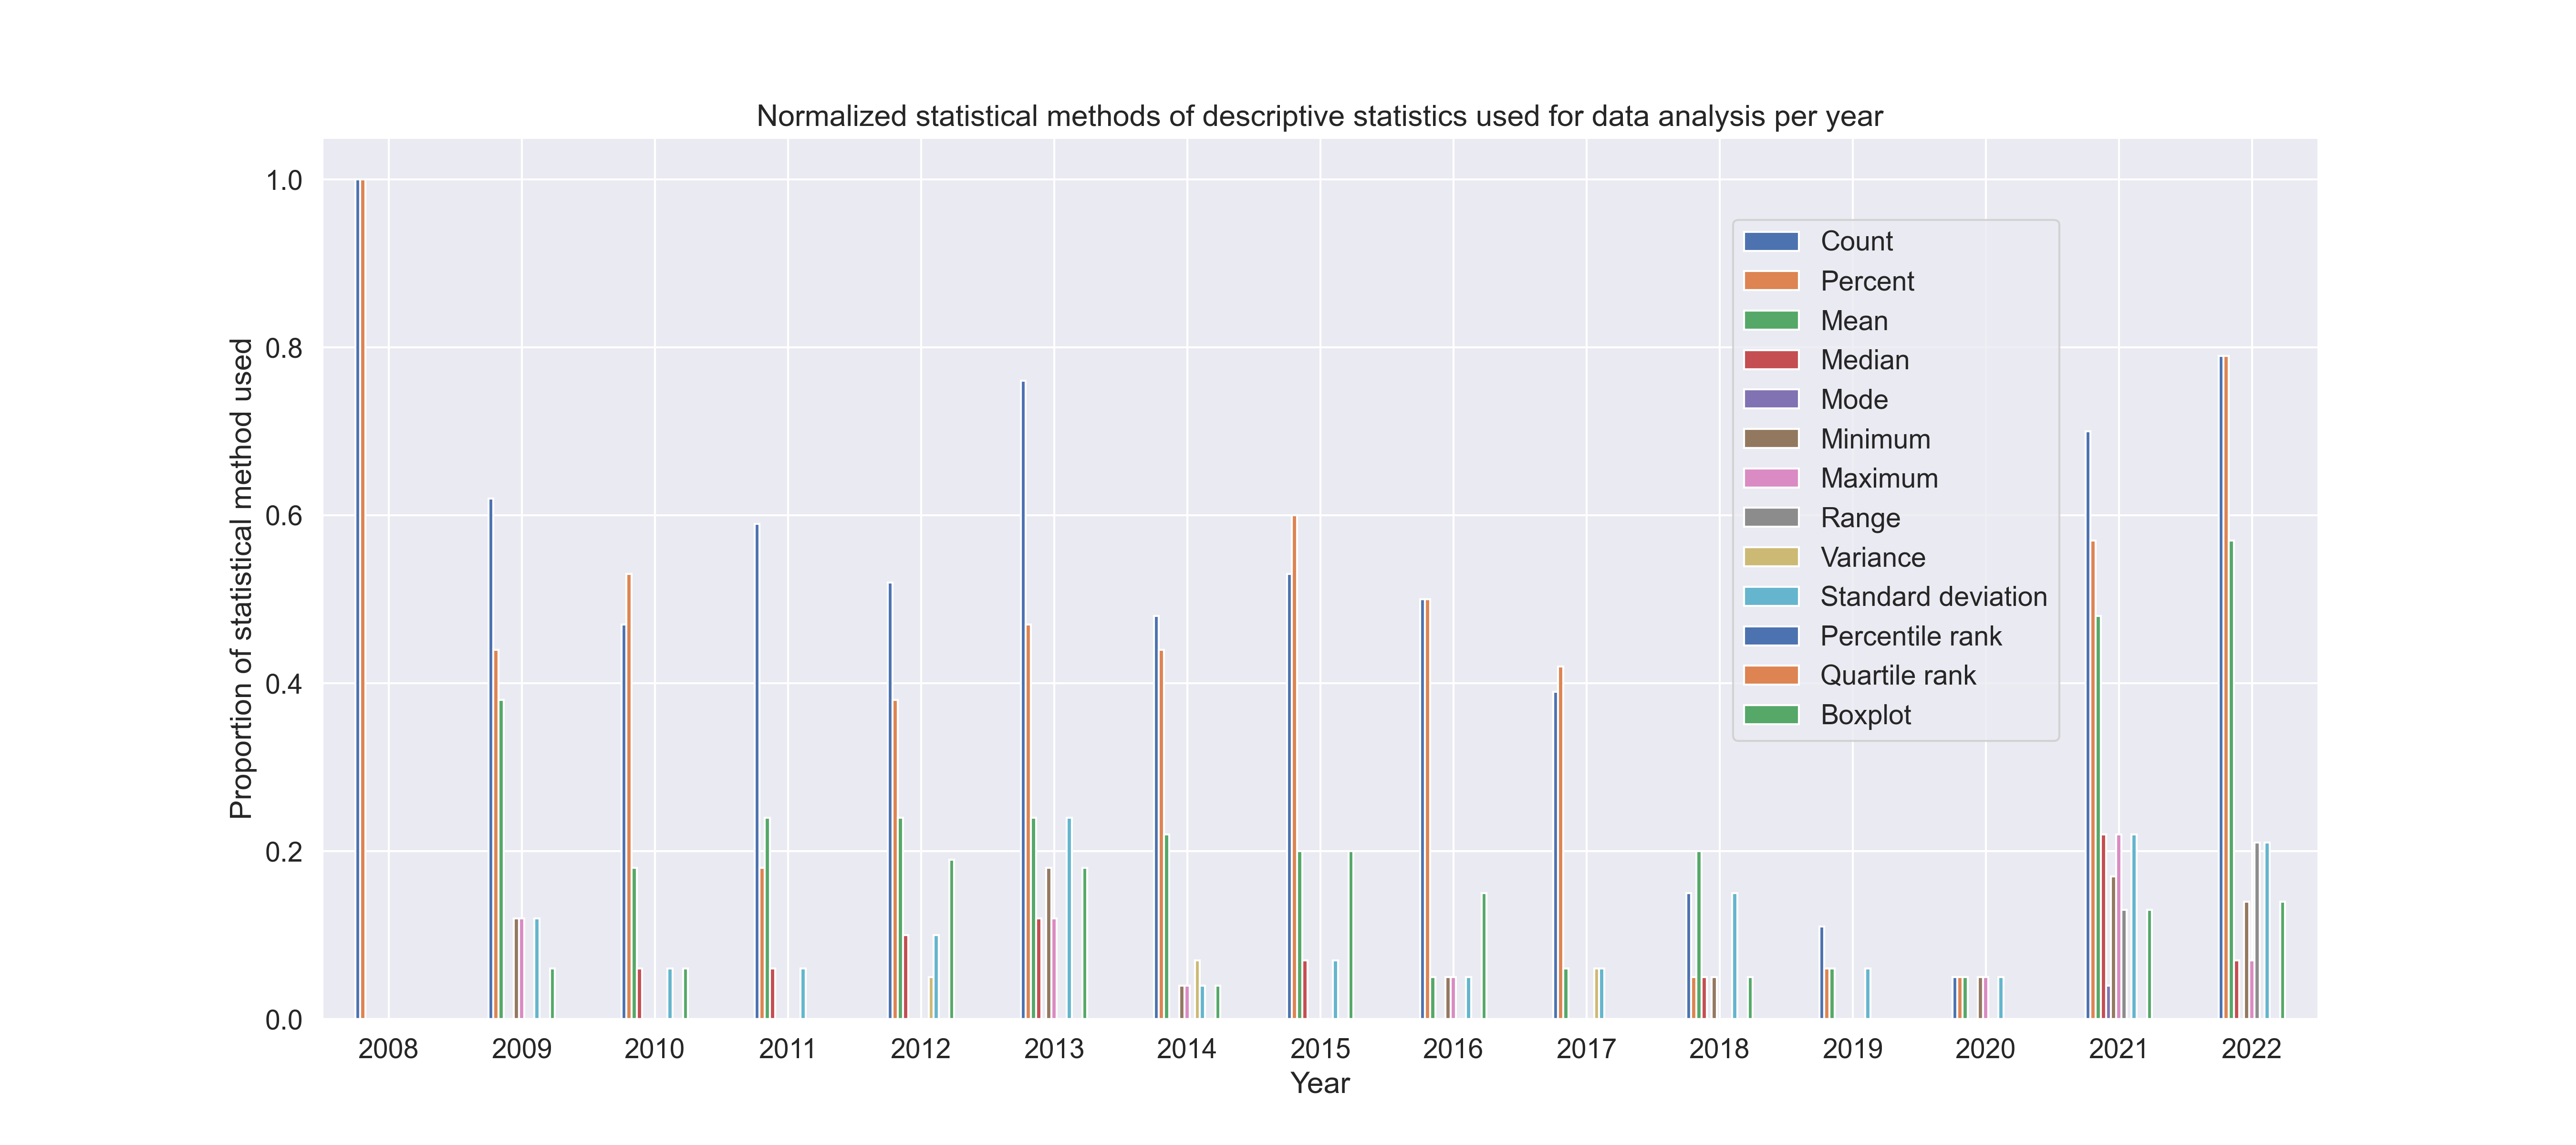 Normalized statistical methods of descriptive statistics used for data analysis per year
Proportion of statistical method used
1.0
0.8
0.6
0.4
0.2
0.0
Count
Percent
Mean
Median
Mode
Minimum
Maximum
Range
Variance
Standard deviation
Percentile rank
Quartile rank
Boxplot
2008 2009 2010 2011 2012 2013 2014 2015 2016 2017 2018 2019 2020 2021 2022
Year